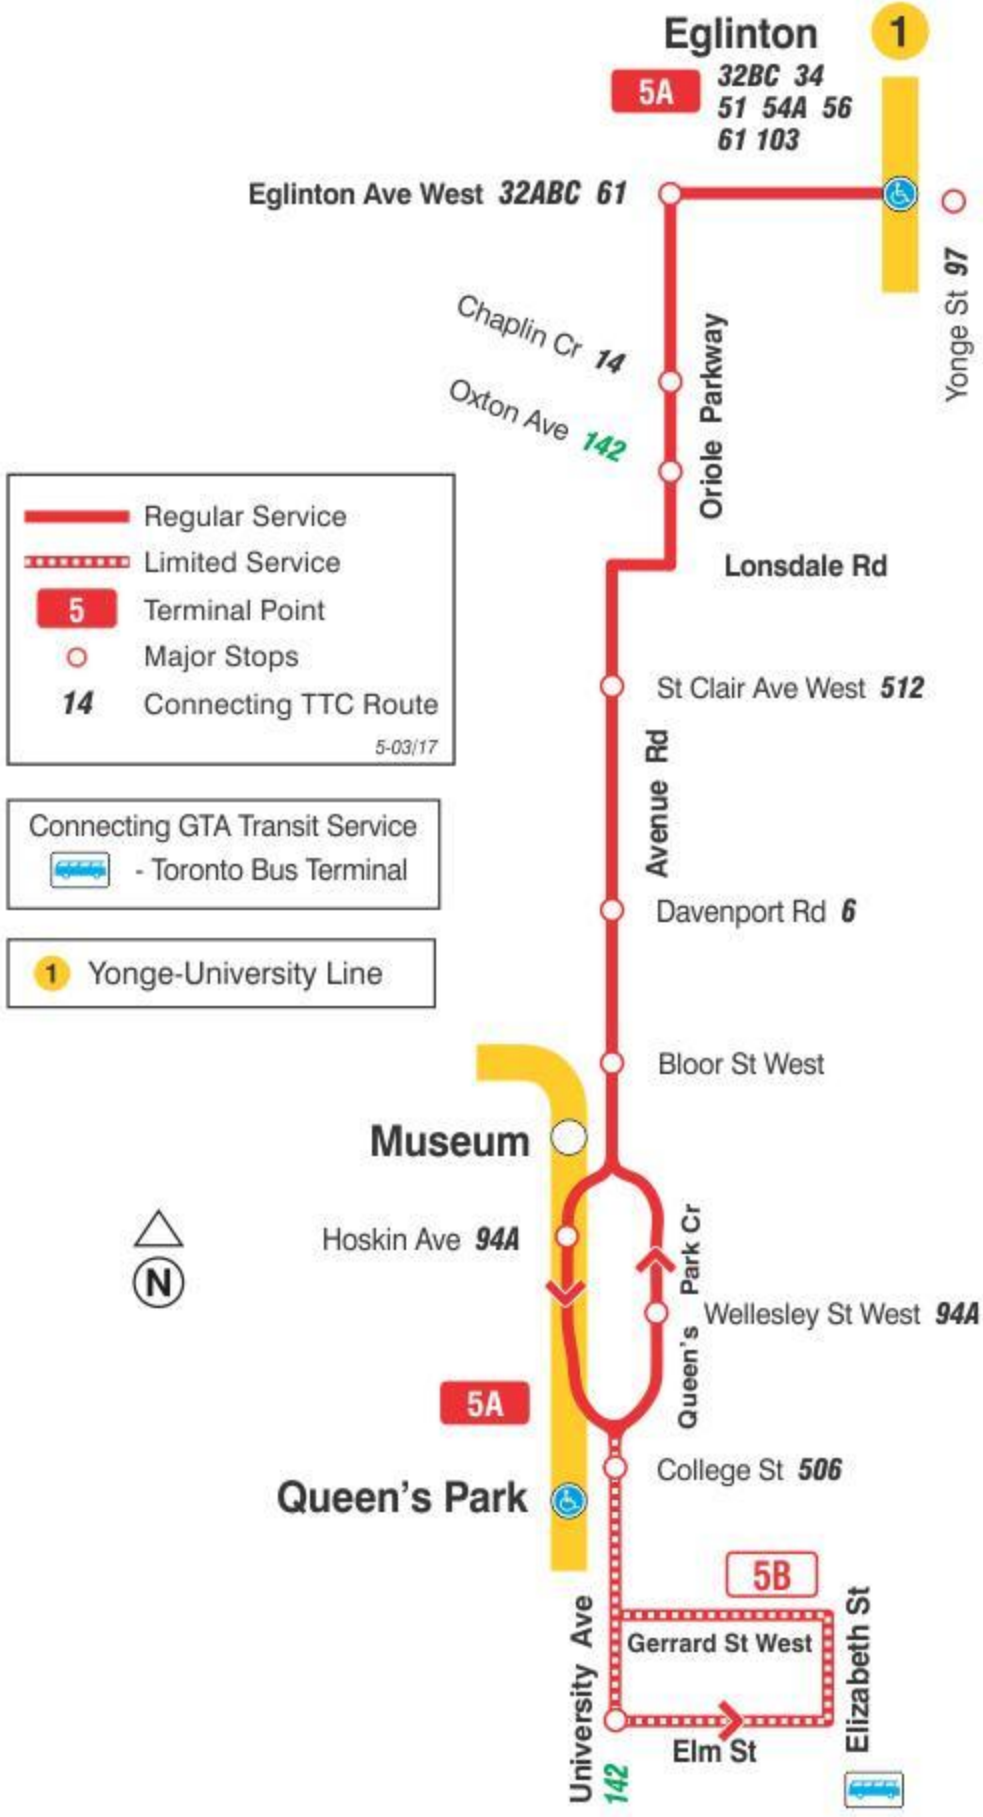 Eglinton
1
5A
32BC 34
51 54A 56
61 103
Eglinton Ave West 32ABC 61
Yonge St 97
Chaplin Cr 14
Oxton Ave 142
Oriole Parkway
Lonsdale Rd
Regular Service
Limited Service
5 Terminal Point
Major Stops
14 Connecting TTC Route
5-03/17
St Clair Ave West 512
Avenue Rd
Connecting GTA Transit Service
- Toronto Bus Terminal
Davenport Rd 6
1 Yonge-University Line
Bloor St West
Museum
Hoskin Ave 94A
N
Queen's Park Cr
Wellesley St West 94A
5A
College St 506
Queen's Park
5B
University Ave
142
Gerrard St West
Elizabeth St
Elm St